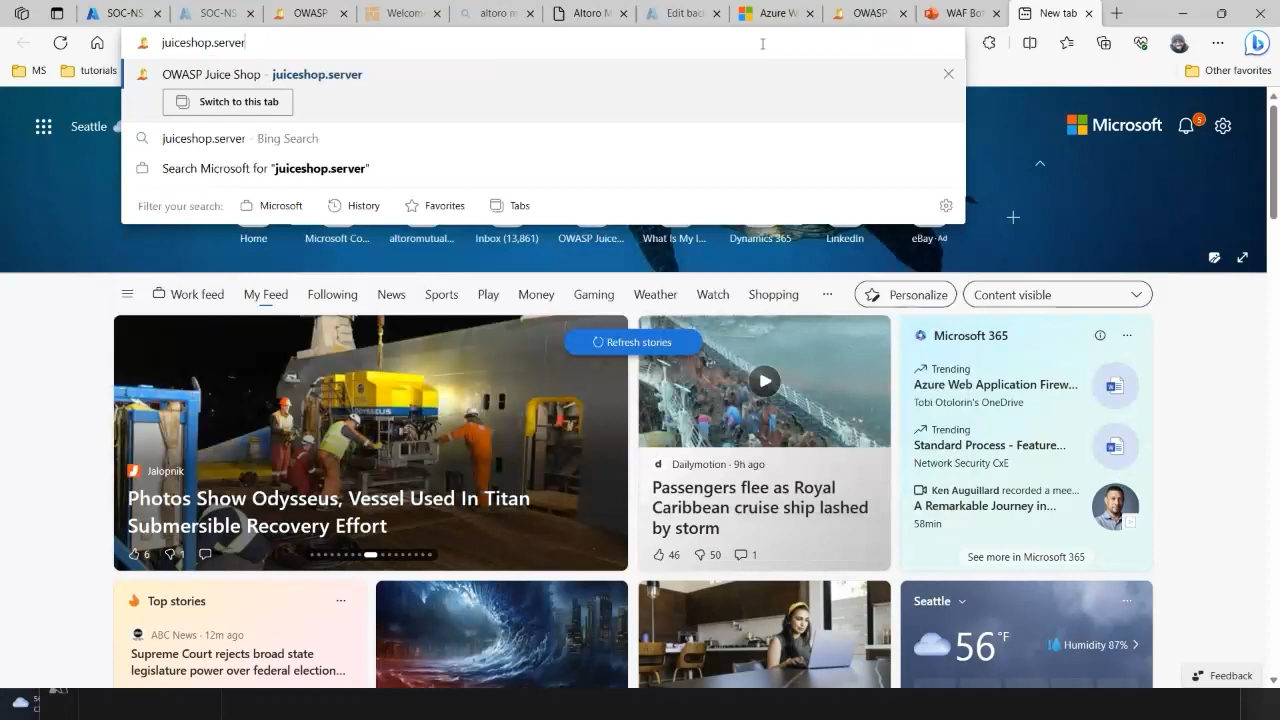 SOC-NS
SOC-NS
OWASP
Welcom
altoro m
Altoro M
Edit bac
Azure W
OWASP
WAF Bo
New tab
juiceshop.server
MS
tutorials
Other favorites
OWASP Juice Shop - juiceshop.server
Switch to this tab
juiceshop.server - Bing Search
Search Microsoft for "juiceshop.server"
Filter your search:
Microsoft
History
Favorites
Tabs
Seattle
Microsoft
5
Home
Microsoft Co...
altoromutual...
Inbox (13,861)
OWASP Juice...
What Is My I...
Dynamics 365
LinkedIn
eBay · Ad
Work feed
My Feed
Following
News
Sports
Play
Money
Gaming
Weather
Watch
Shopping
Personalize
Content visible
Refresh stories
Jalopnik
Photos Show Odysseus, Vessel Used In Titan
Submersible Recovery Effort
6
1
ODYSSEUS
Dailymotion · 9h ago
Passengers flee as Royal
Caribbean cruise ship lashed
by storm
46
50
1
Microsoft 365
Trending
Azure Web Application Firew...
Tobi Otolorin's OneDrive
Trending
Standard Process - Feature...
Network Security CxE
Ken Auguillard recorded a mee...
A Remarkable Journey in...
58min
See more in Microsoft 365
Top stories
ABC News · 12m ago
Supreme Court rejects broad state
legislature power over federal election...
Seattle
56 °F
Humidity 87%
Feedback